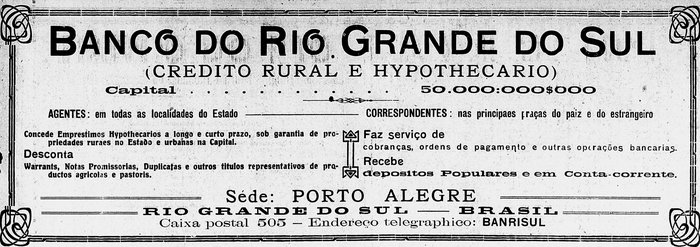 BANCO DO RIO GRANDE DO SUL
(CREDITO RURAL E HYPOTHECARIO)
Capital . . . . . . . . . . . . 50.000:000$000
AGENTES: em todas as localidades do Estado
CORRESPONDENTES: nas principaes praças do paiz e do estrangeiro
Concede Emprestimos Hypothecarios a longo e curto prazo, sob garantia de pro-
priedades ruraes no Estado e urbanas na Capital.
Desconta
Warrants, Notas Promissorias, Duplicatas e outros titulos representativos de pro-
ductos agricolas e pastoris.
Faz serviço de
cobranças, ordens de pagamento e outras operações bancarias.
Recebe
depositos Populares e em Conta-corrente.
Séde: PORTO ALEGRE
RIO GRANDE DO SUL — BRASIL
Caixa postal 505 — Endereço telegraphico: BANRISUL